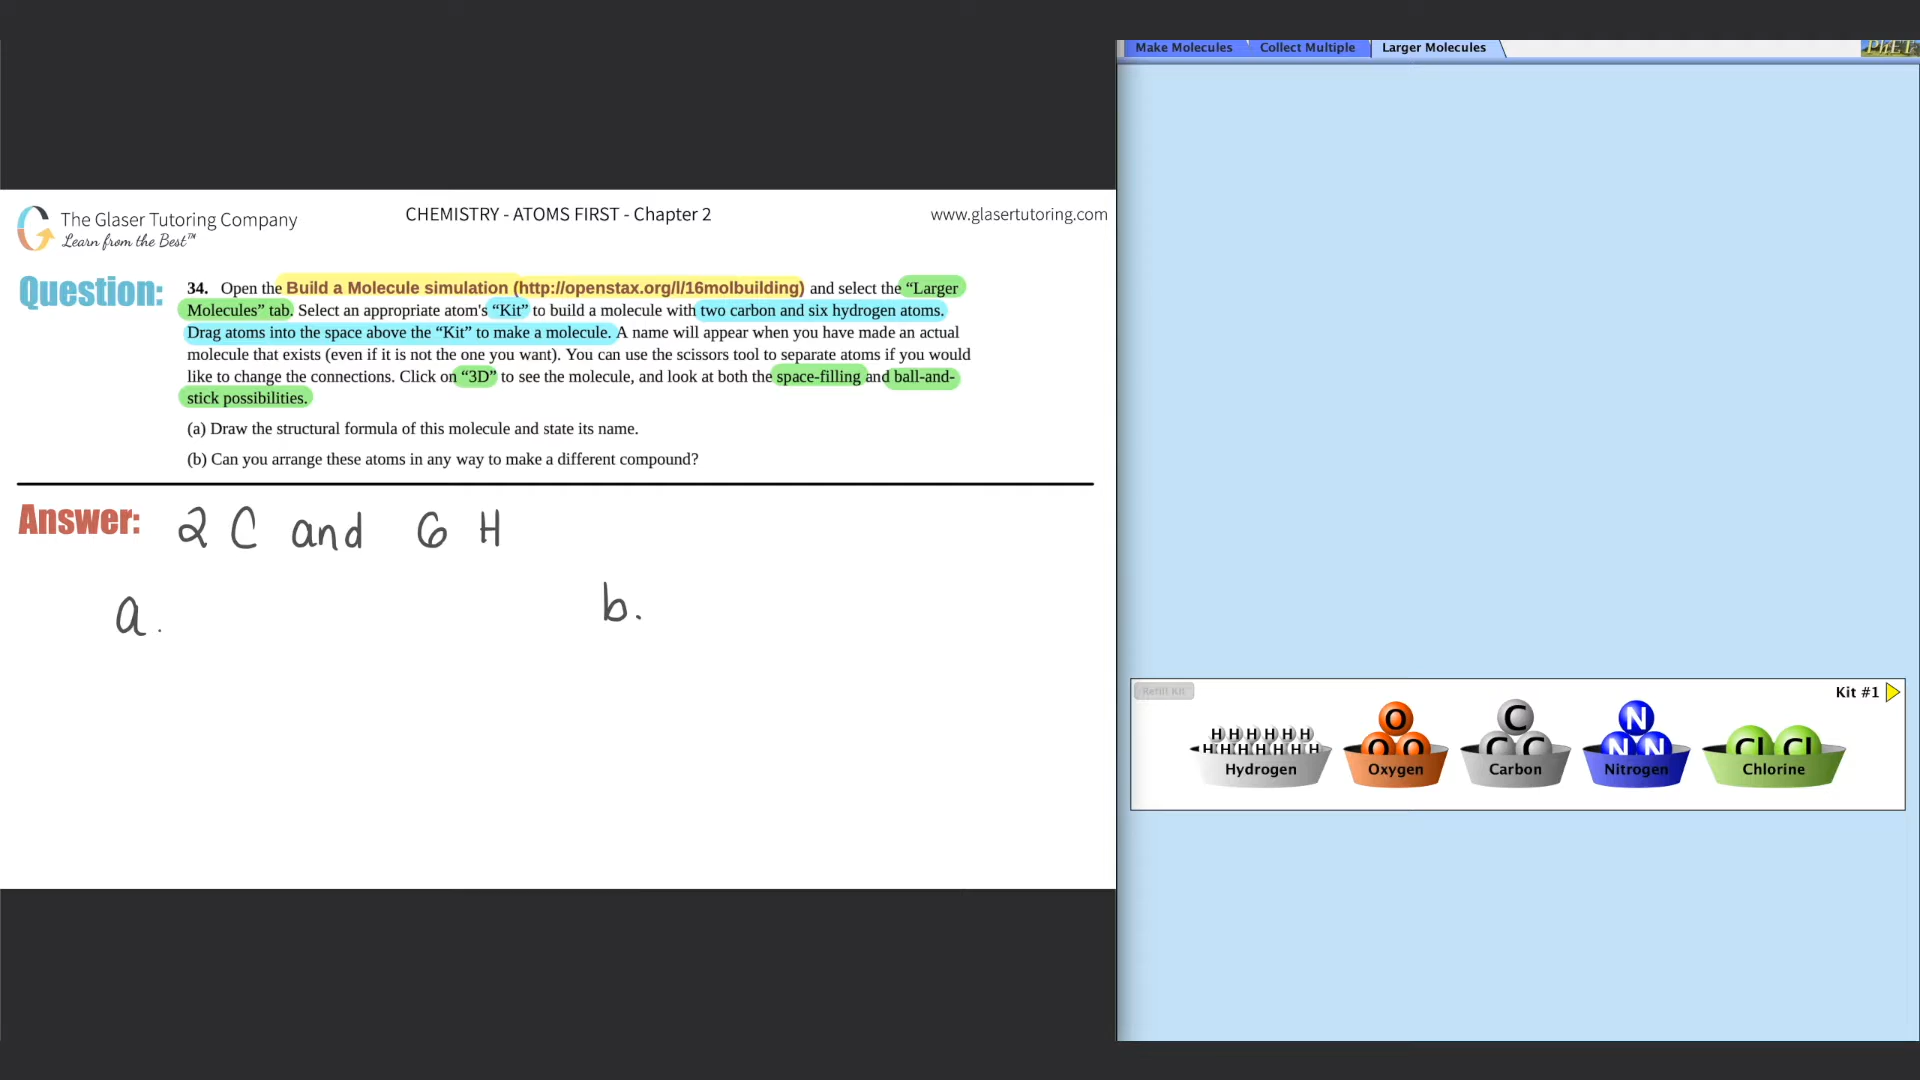 Make Molecules Collect Multiple Larger Molecules PhET
The Glaser Tutoring Company
Learn from the Best™
CHEMISTRY - ATOMS FIRST - Chapter 2
www.glasertutoring.com
Question:
34. Open the Build a Molecule simulation (http://openstax.org/l/16molbuilding) and select the “Larger
Molecules” tab. Select an appropriate atom's “Kit” to build a molecule with two carbon and six hydrogen atoms.
Drag atoms into the space above the “Kit” to make a molecule. A name will appear when you have made an actual
molecule that exists (even if it is not the one you want). You can use the scissors tool to separate atoms if you would
like to change the connections. Click on “3D” to see the molecule, and look at both the space-filling and ball-and-
stick possibilities.
(a) Draw the structural formula of this molecule and state its name.
(b) Can you arrange these atoms in any way to make a different compound?
Answer: 2 C and 6 H
a. b.
Refill Kit
Kit #1
O C N
H H H H H H
H H H H H H H O O C C N N Cl Cl
Hydrogen Oxygen Carbon Nitrogen Chlorine